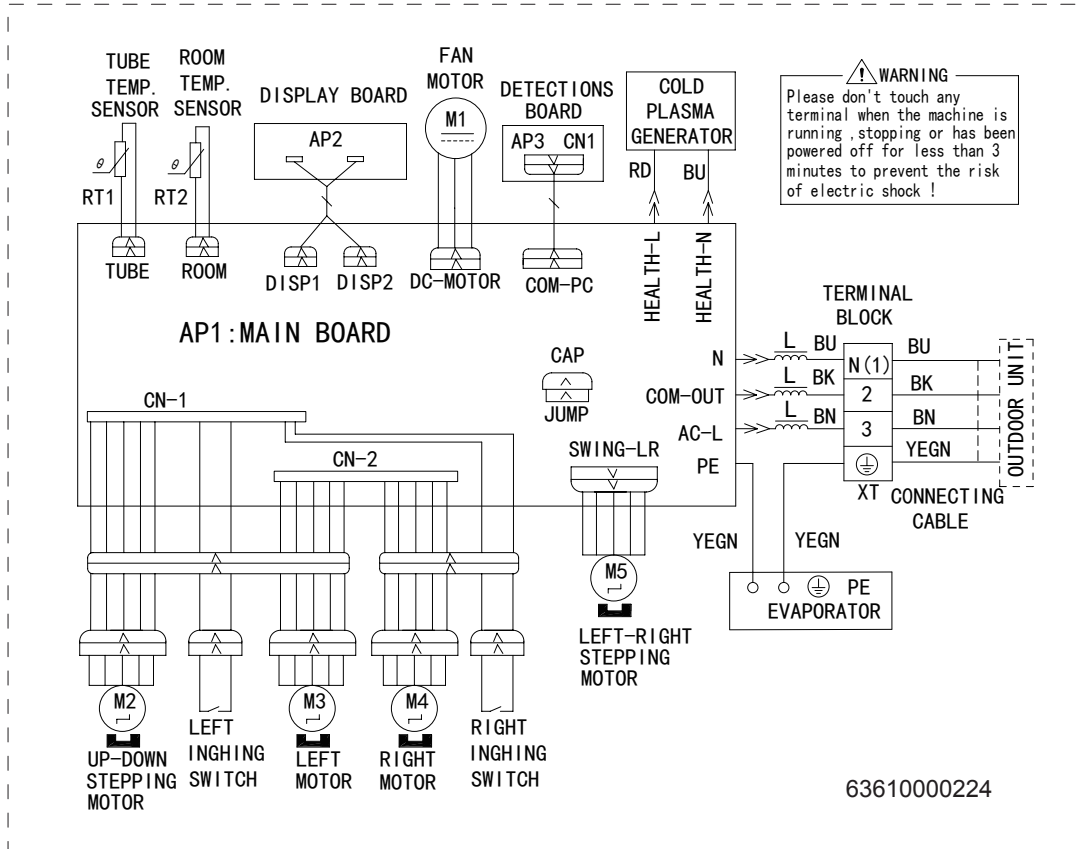 TUBE
TEMP.
SENSOR
ROOM
TEMP.
SENSOR
DISPLAY BOARD
FAN
MOTOR
DETECTIONS
BOARD
COLD
PLASMA
GENERATOR
WARNING
Please don't touch any
terminal when the machine is
running ,stopping or has been
powered off for less than 3
minutes to prevent the risk
of electric shock !
AP2
M1
AP3 CN1
θ
RT1
θ
RT2
RD
BU
TUBE
ROOM
DISP1
DISP2
DC-MOTOR
COM-PC
HEALTH-L
HEALTH-N
AP1:MAIN BOARD
CAP
JUMP
TERMINAL
BLOCK
N
L
BU
N(1)
BU
COM-OUT
L
BK
2
BK
AC-L
L
BN
3
BN
PE
YEGN
XT
OUTDOOR UNIT
CONNECTING
CABLE
CN-1
CN-2
SWING-LR
YEGN
YEGN
PE
EVAPORATOR
M5
LEFT-RIGHT
STEPPING
MOTOR
M2
UP-DOWN
STEPPING
MOTOR
LEFT
INGHING
SWITCH
M3
LEFT
MOTOR
M4
RIGHT
MOTOR
RIGHT
INGHING
SWITCH
63610000224